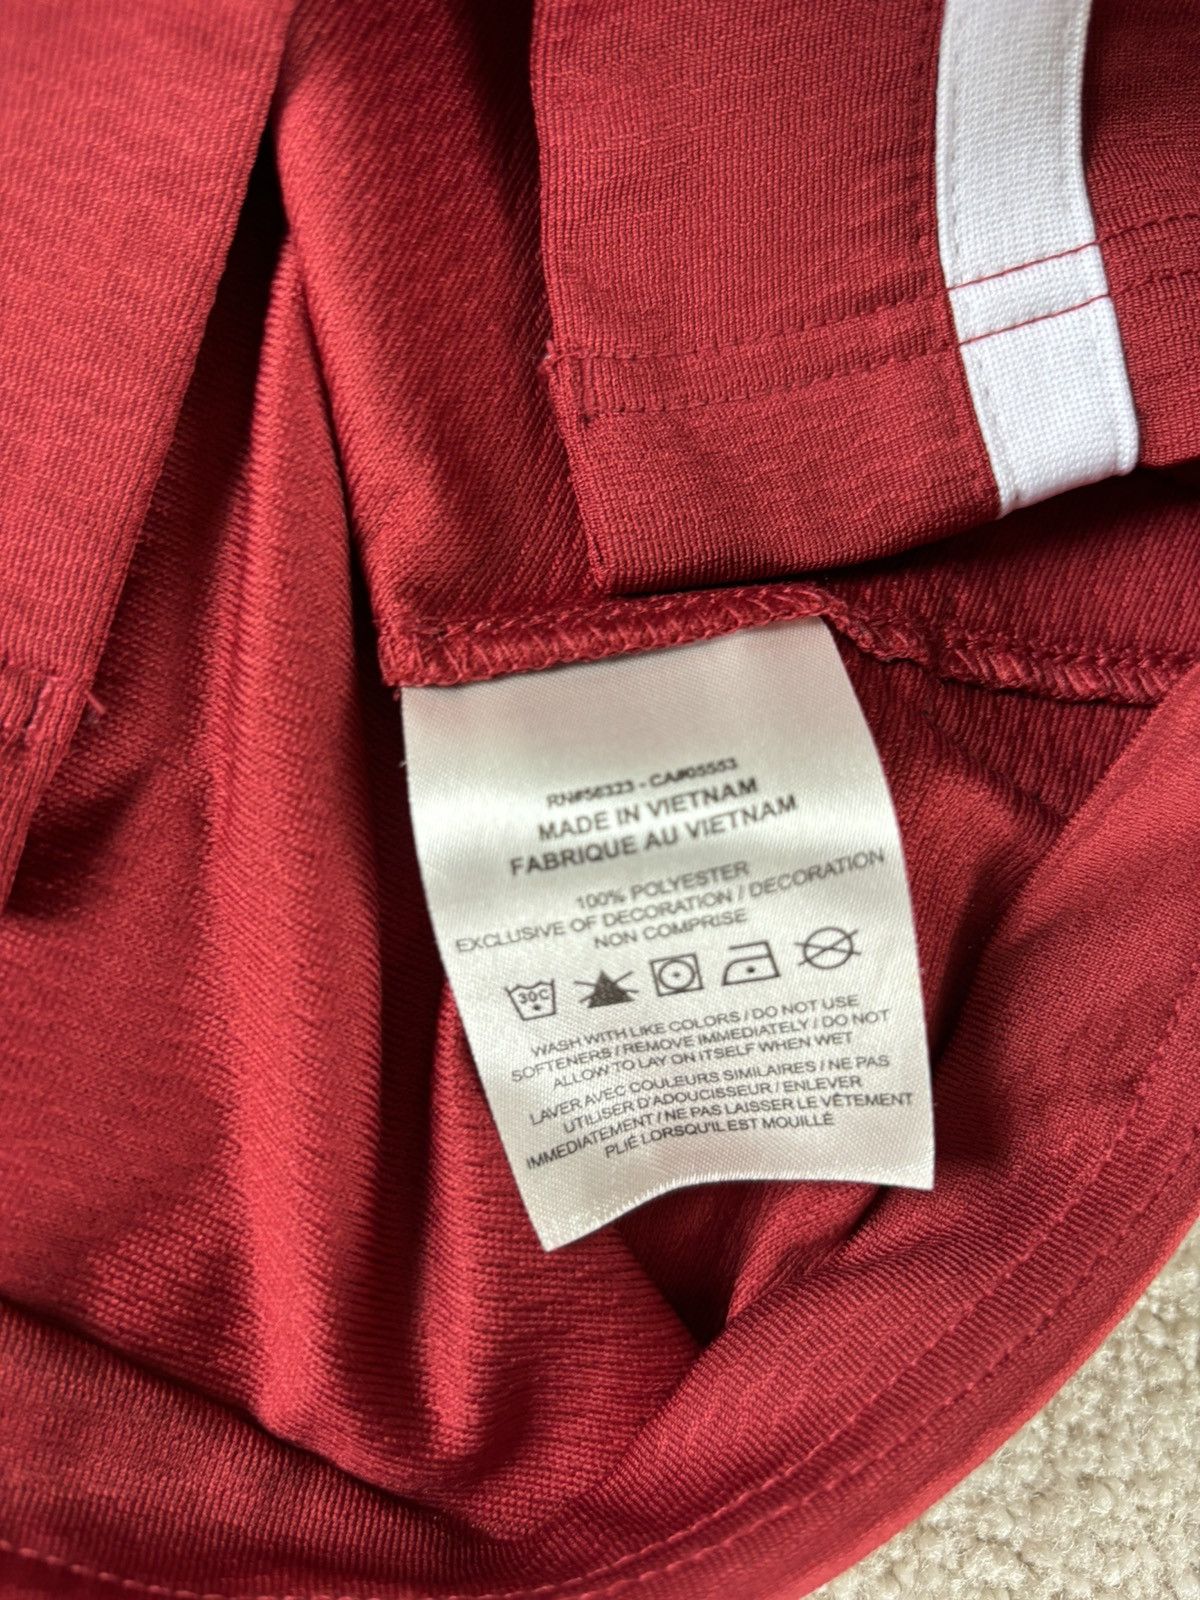 RN#56323 - CA#05553
MADE IN VIETNAM
FABRIQUE AU VIETNAM
100% POLYESTER
EXCLUSIVE OF DECORATION / DECORATION
NON COMPRISE
30C
WASH WITH LIKE COLORS / DO NOT USE
SOFTENERS / REMOVE IMMEDIATELY / DO NOT
ALLOW TO LAY ON ITSELF WHEN WET
LAVER AVEC COULEURS SIMILAIRES / NE PAS
UTILISER D'ADOUCISSEUR / ENLEVER
IMMEDIATEMENT / NE PAS LAISSER LE VÊTEMENT
PLIÉ LORSQU'IL EST MOUILLÉ